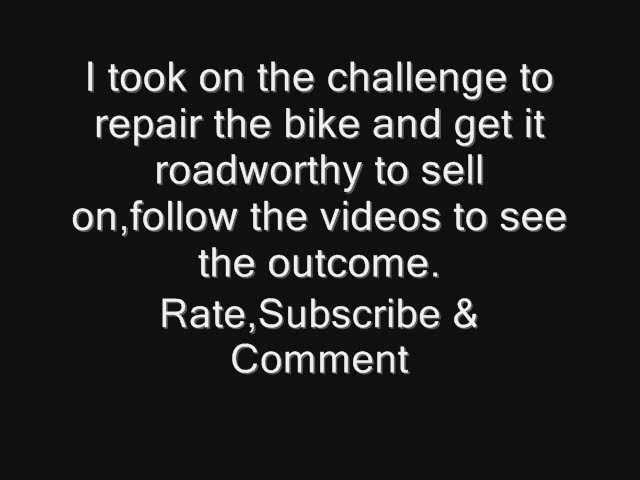 I took on the challenge to
repair the bike and get it
roadworthy to sell
on,follow the videos to see
the outcome.
Rate,Subscribe &
Comment